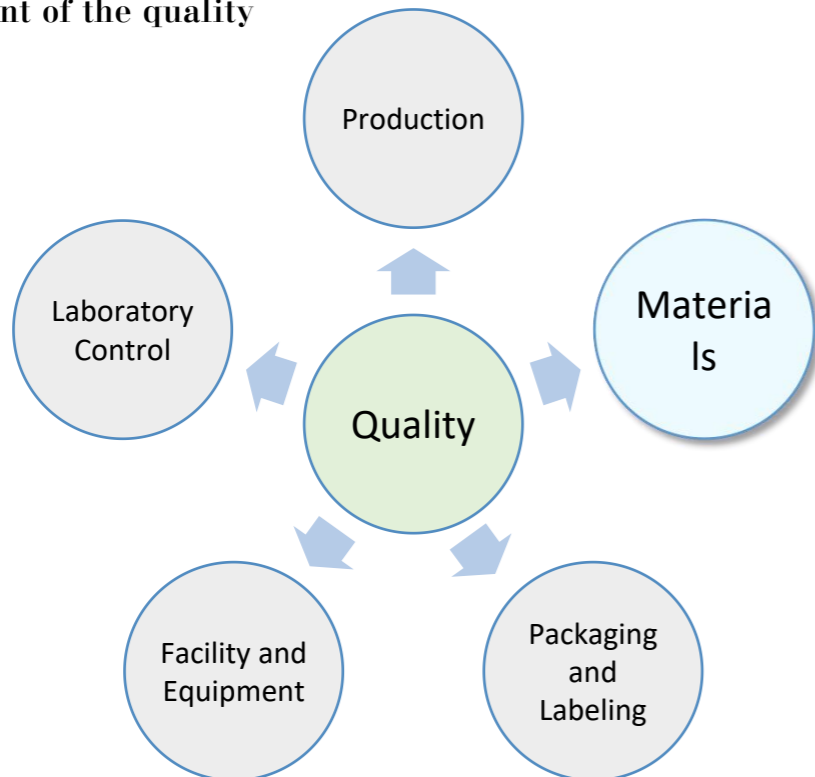 nt of the quality
Production
Laboratory
Control
Materia
ls
Quality
Facility and
Equipment
Packaging
and
Labeling